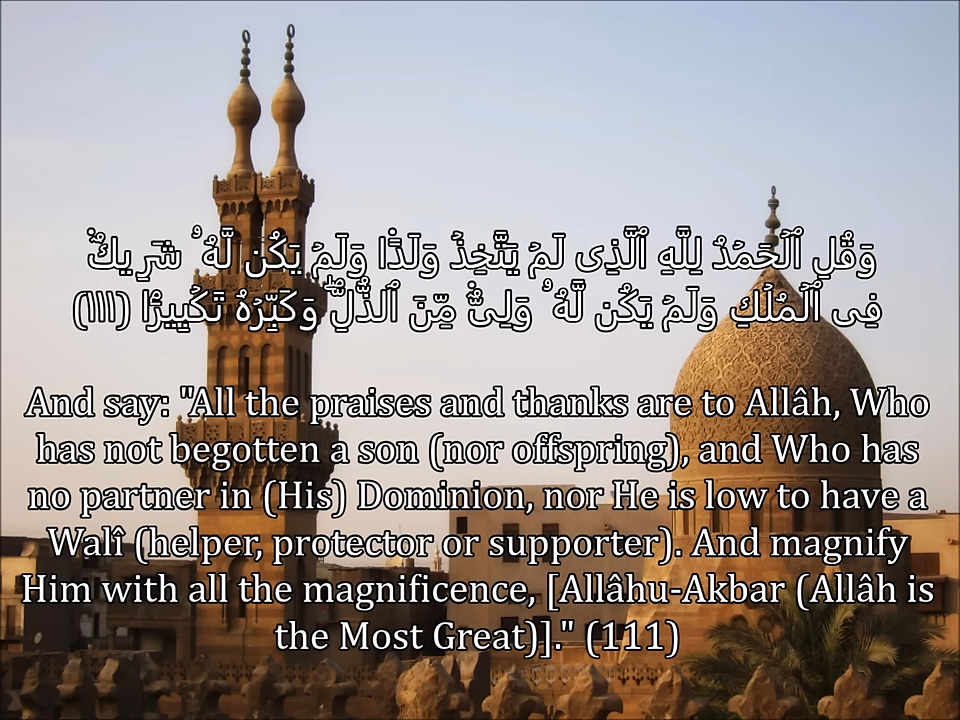 وَقُلِ ٱلْحَمْدُ لِلَّهِ ٱلَّذِى لَمْ يَتَّخِذْ وَلَدًۭا وَلَمْ يَكُن لَّهُۥ شَرِيكٌۭ
فِى ٱلْمُلْكِ وَلَمْ يَكُن لَّهُۥ وَلِىٌّۭ مِّنَ ٱلذُّلِّ ۖ وَكَبِّرْهُ تَكْبِيرًۢا (١١١)
And say: "All the praises and thanks are to Allâh, Who
has not begotten a son (nor offspring), and Who has
no partner in (His) Dominion, nor He is low to have a
Walî (helper, protector or supporter). And magnify
Him with all the magnificence, [Allâhu-Akbar (Allâh is
the Most Great)]." (111)